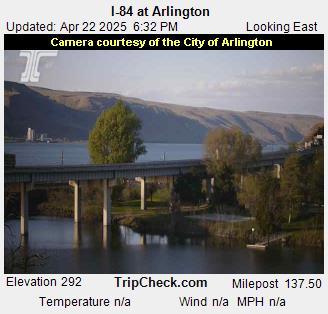 I-84 at Arlington
Updated: Apr 22 2025 6:32 PM Looking East
Camera courtesy of the City of Arlington
Elevation 292 TripCheck.com Milepost 137.50
Temperature n/a Wind n/a MPH n/a